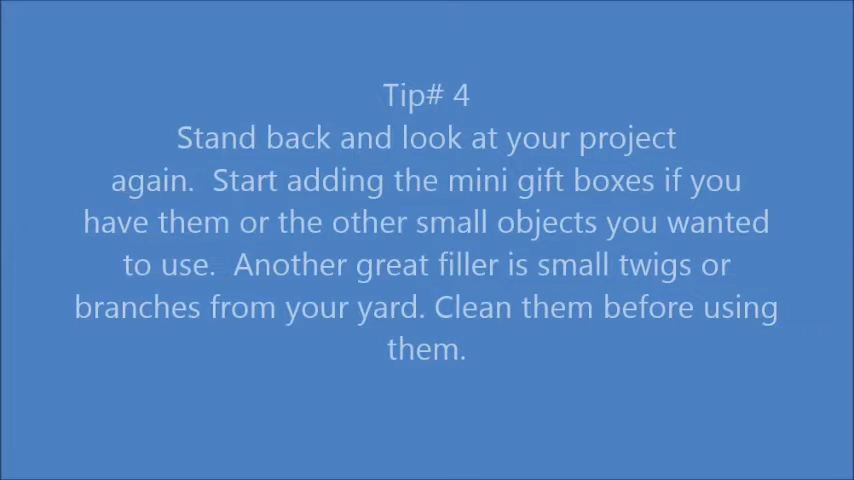 Tip# 4
Stand back and look at your project
again.  Start adding the mini gift boxes if you
have them or the other small objects you wanted
to use.  Another great filler is small twigs or
branches from your yard. Clean them before using
them.